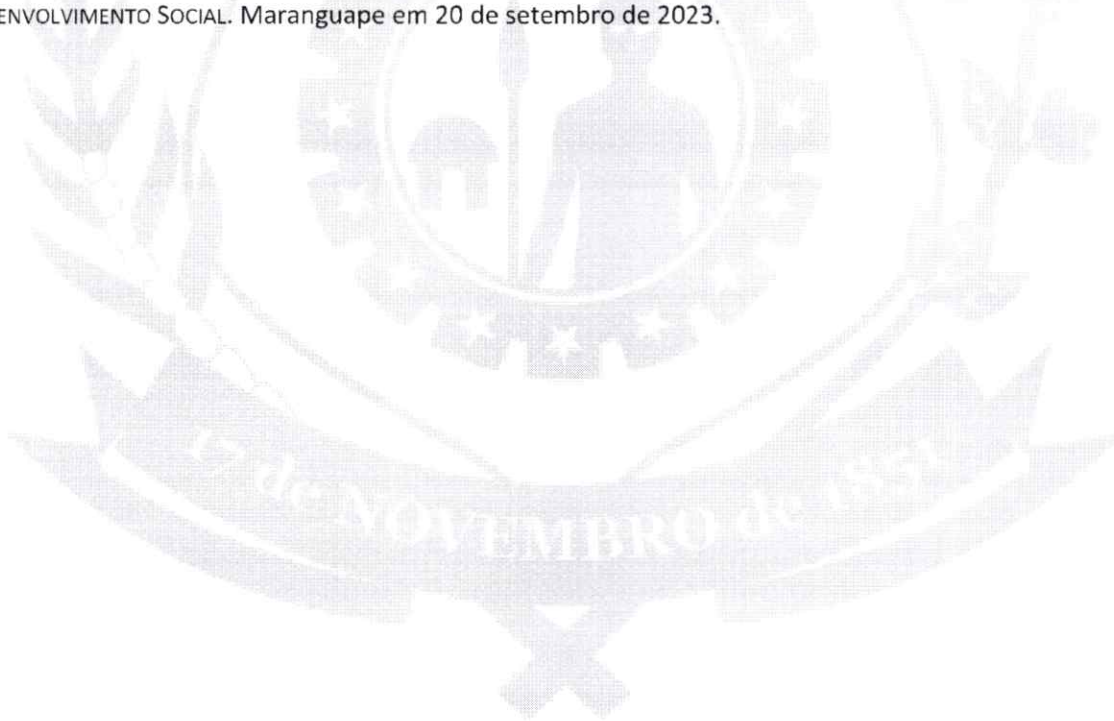 ENVOLVIMENTO SOCIAL. Maranguape em 20 de setembro de 2023.
17 de NOVEMBRO de 1851